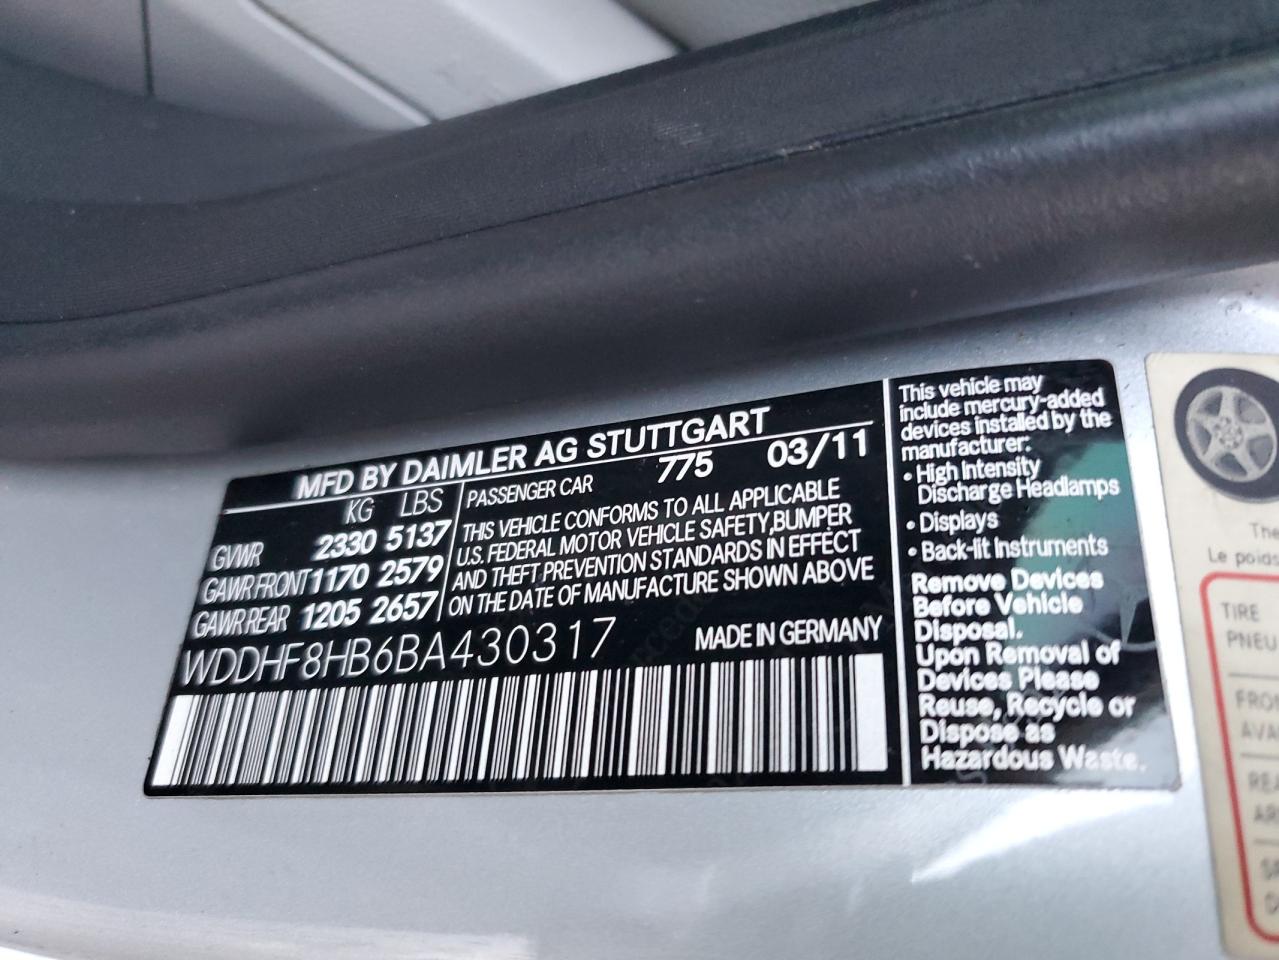 MFD BY DAIMLER AG STUTTGART
KG LBS
GVWR 2330 5137
GAWR FRONT 1170 2579
GAWR REAR 1205 2657
PASSENGER CAR 775 03/11
THIS VEHICLE CONFORMS TO ALL APPLICABLE
U.S. FEDERAL MOTOR VEHICLE SAFETY,BUMPER
AND THEFT PREVENTION STANDARDS IN EFFECT
ON THE DATE OF MANUFACTURE SHOWN ABOVE
WDDHF8HB6BA430317
MADE IN GERMANY
This vehicle may
include mercury-added
devices installed by the
manufacturer:
• High Intensity
Discharge Headlamps
• Displays
• Back-lit Instruments
Remove Devices
Before Vehicle
Disposal.
Upon Removal of
Devices Please
Reuse, Recycle or
Dispose as
Hazardous Waste.
The
Le poids
TIRE
PNEU
FRO
AVA
REA
AR